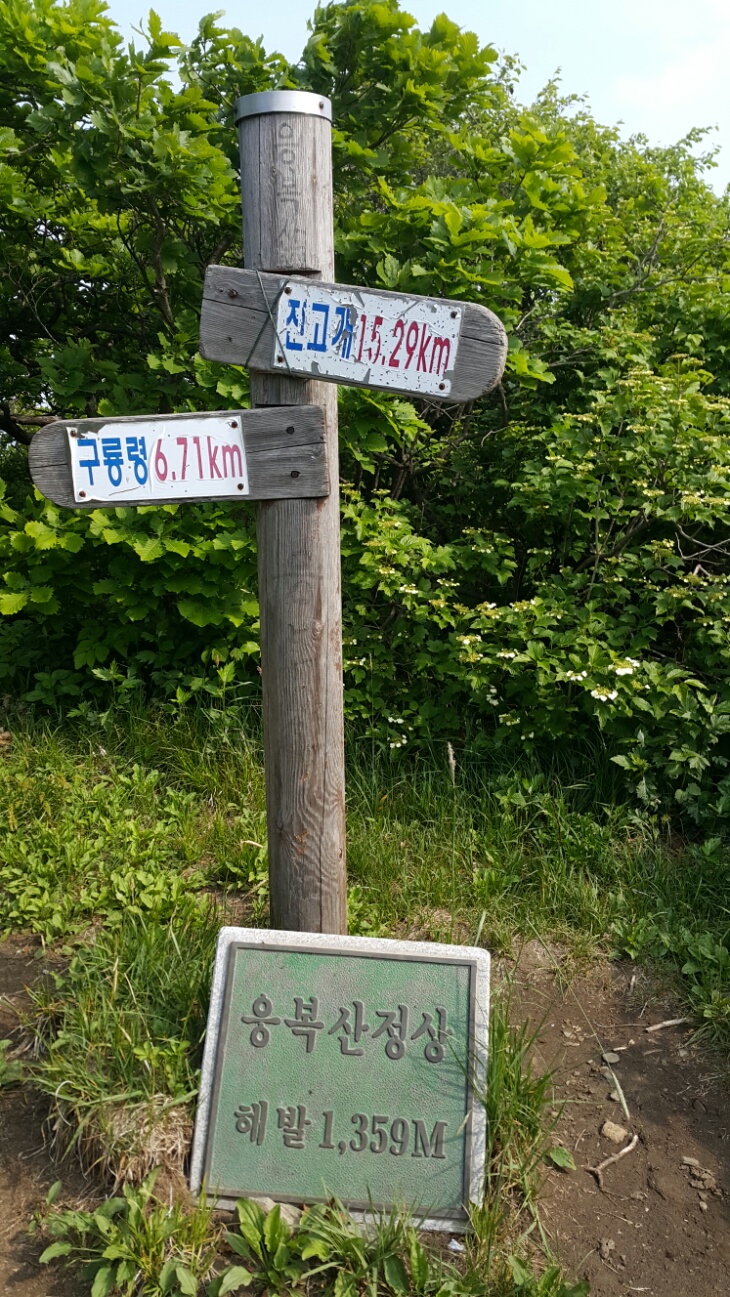 진고개 15.29km
구룡령 6.71km
응복산정상
해발 1,359M